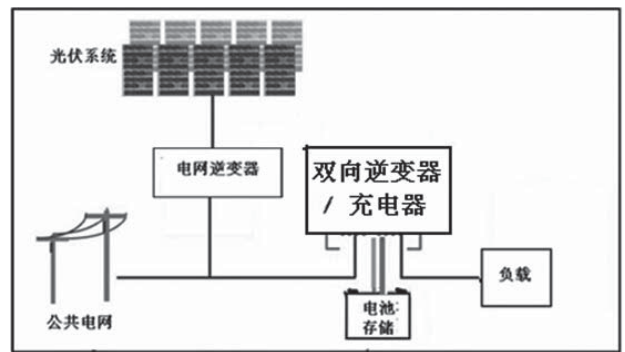 光伏系统
电网逆变器
双向逆变器
/ 充电器
负载
公共电网
电池
存储